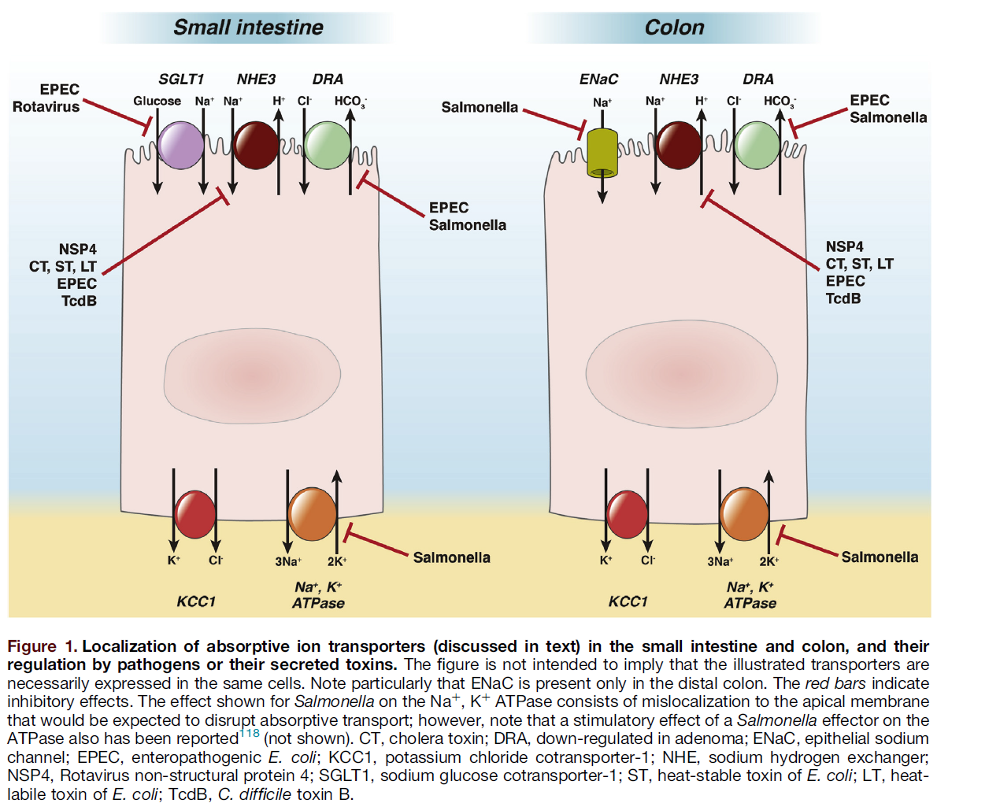 Small intestine
Colon
SGLT1 NHE3 DRA
Glucose Na⁺ Na⁺ H⁺ Cl⁻ HCO₃⁻
EPEC
Rotavirus
EPEC
Salmonella
NSP4
CT, ST, LT
EPEC
TcdB
K⁺ Cl⁻ 3Na⁺ 2K⁺
Salmonella
KCC1
Na⁺, K⁺
ATPase
ENaC NHE3 DRA
Na⁺ Na⁺ H⁺ Cl⁻ HCO₃⁻
Salmonella
EPEC
Salmonella
NSP4
CT, ST, LT
EPEC
TcdB
K⁺ Cl⁻ 3Na⁺ 2K⁺
Salmonella
KCC1
Na⁺, K⁺
ATPase
Figure 1. Localization of absorptive ion transporters (discussed in text) in the small intestine and colon, and their
regulation by pathogens or their secreted toxins. The figure is not intended to imply that the illustrated transporters are
necessarily expressed in the same cells. Note particularly that ENaC is present only in the distal colon. The red bars indicate
inhibitory effects. The effect shown for Salmonella on the Na⁺, K⁺ ATPase consists of mislocalization to the apical membrane
that would be expected to disrupt absorptive transport; however, note that a stimulatory effect of a Salmonella effector on the
ATPase also has been reported¹¹⁸ (not shown). CT, cholera toxin; DRA, down-regulated in adenoma; ENaC, epithelial sodium
channel; EPEC, enteropathogenic E. coli; KCC1, potassium chloride cotransporter-1; NHE, sodium hydrogen exchanger;
NSP4, Rotavirus non-structural protein 4; SGLT1, sodium glucose cotransporter-1; ST, heat-stable toxin of E. coli; LT, heat-
labile toxin of E. coli; TcdB, C. difficile toxin B.